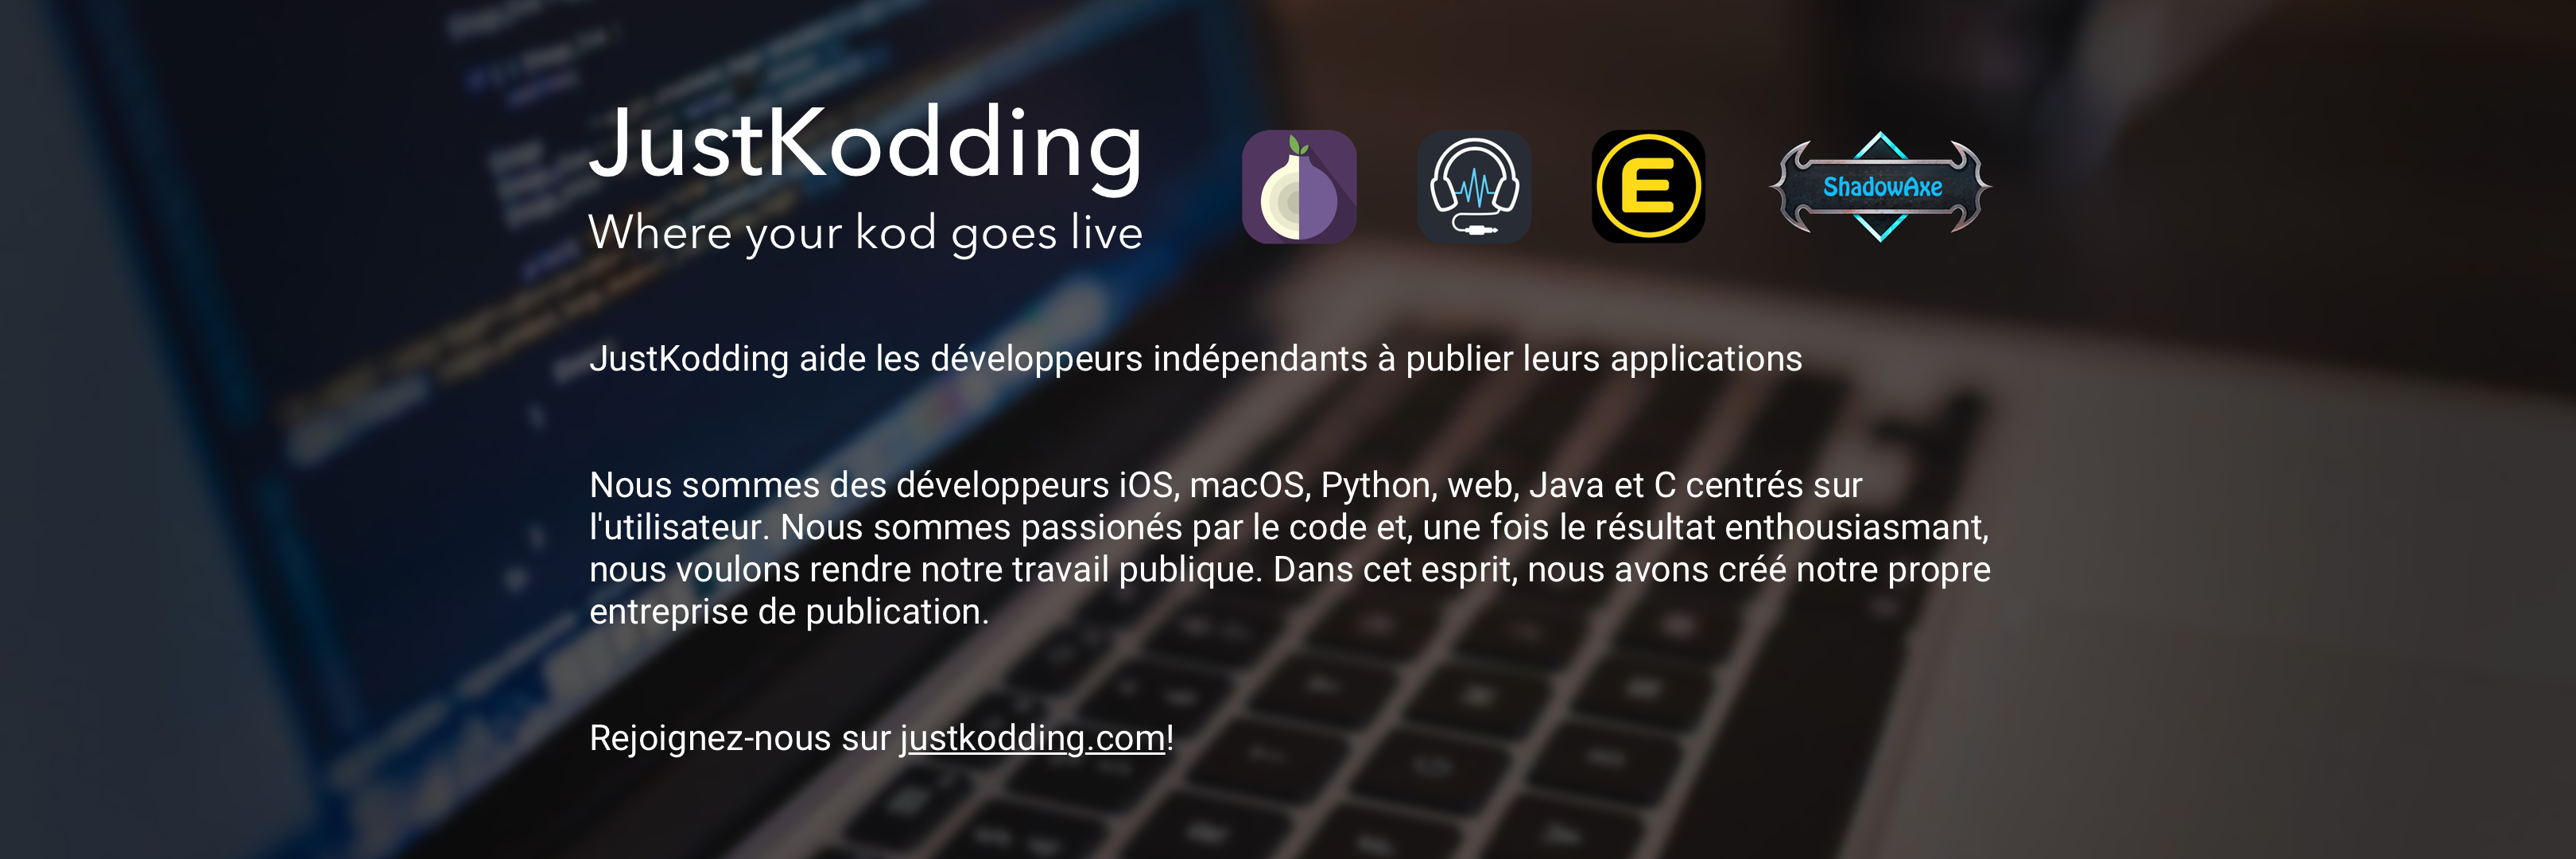 JustKodding
Where your kod goes live
E
ShadowAxe
JustKodding aide les développeurs indépendants à publier leurs applications
Nous sommes des développeurs iOS, macOS, Python, web, Java et C centrés sur
l'utilisateur. Nous sommes passionés par le code et, une fois le résultat enthousiasmant,
nous voulons rendre notre travail publique. Dans cet esprit, nous avons créé notre propre
entreprise de publication.
Rejoignez-nous sur justkodding.com!